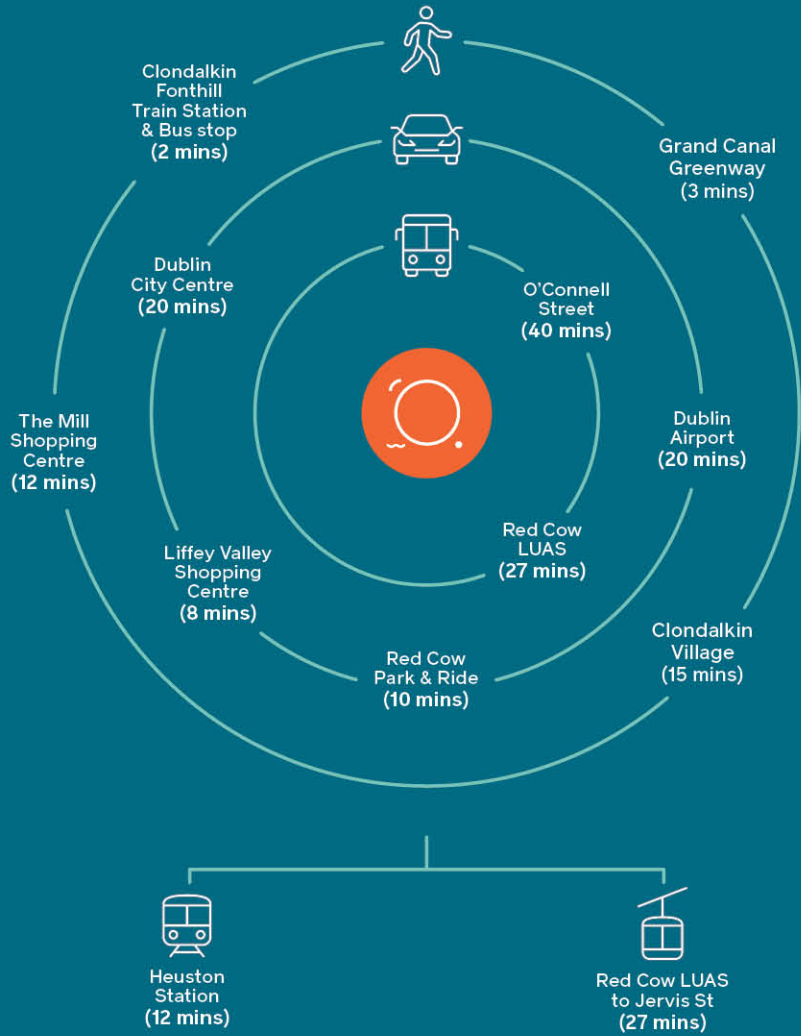 Clondalkin
Fonthill
Train Station
& Bus stop
(2 mins)
Grand Canal
Greenway
(3 mins)
Dublin
City Centre
(20 mins)
O'Connell
Street
(40 mins)
The Mill
Shopping
Centre
(12 mins)
Dublin
Airport
(20 mins)
Liffey Valley
Shopping
Centre
(8 mins)
Red Cow
LUAS
(27 mins)
Clondalkin
Village
(15 mins)
Red Cow
Park & Ride
(10 mins)
Heuston
Station
(12 mins)
Red Cow LUAS
to Jervis St
(27 mins)